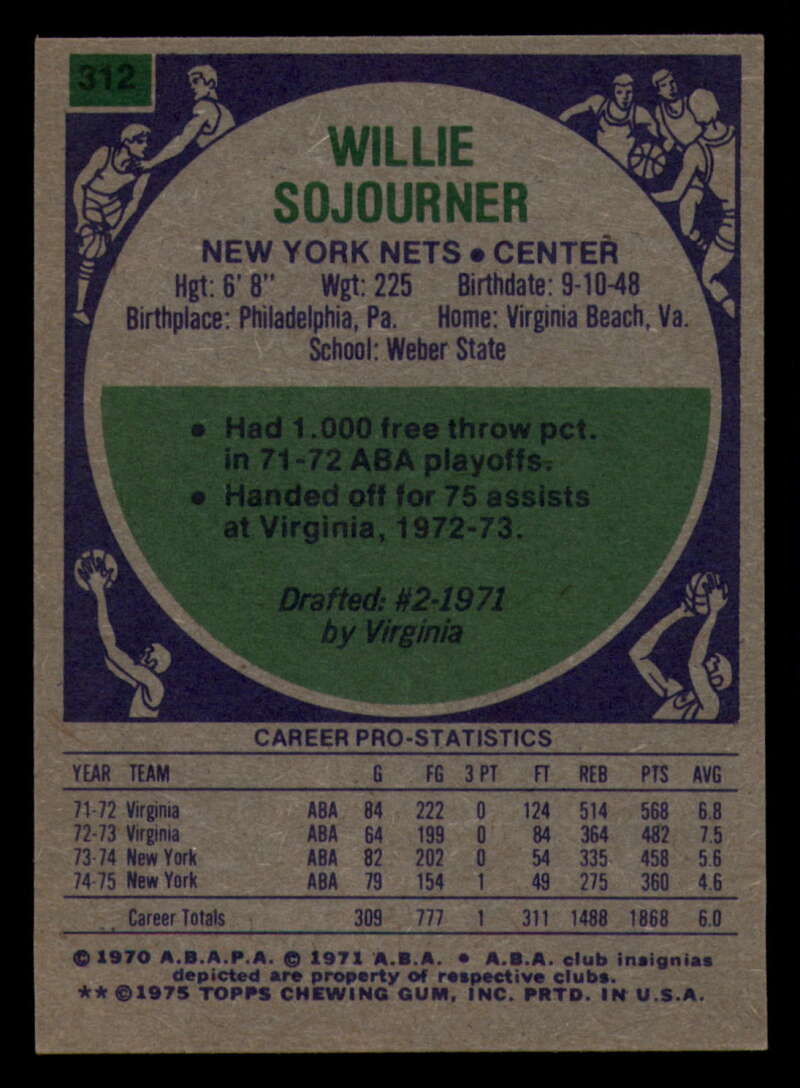 312
WILLIE
SOJOURNER
NEW YORK NETS • CENTER
Hgt: 6' 8" Wgt: 225 Birthdate: 9-10-48
Birthplace: Philadelphia, Pa. Home: Virginia Beach, Va.
School: Weber State
• Had 1.000 free throw pct.
in 71-72 ABA playoffs.
• Handed off for 75 assists
at Virginia, 1972-73.
Drafted: #2-1971
by Virginia
CAREER PRO-STATISTICS
YEAR TEAM G FG 3 PT FT REB PTS AVG
71-72 Virginia ABA 84 222 0 124 514 568 6.8
72-73 Virginia ABA 64 199 0 84 364 482 7.5
73-74 New York ABA 82 202 0 54 335 458 5.6
74-75 New York ABA 79 154 1 49 275 360 4.6
Career Totals 309 777 1 311 1488 1868 6.0
© 1970 A.B.A.P.A. © 1971 A.B.A. • A.B.A. club insignias
depicted are property of respective clubs.
** ©1975 TOPPS CHEWING GUM, INC. PRTD. IN U.S.A.